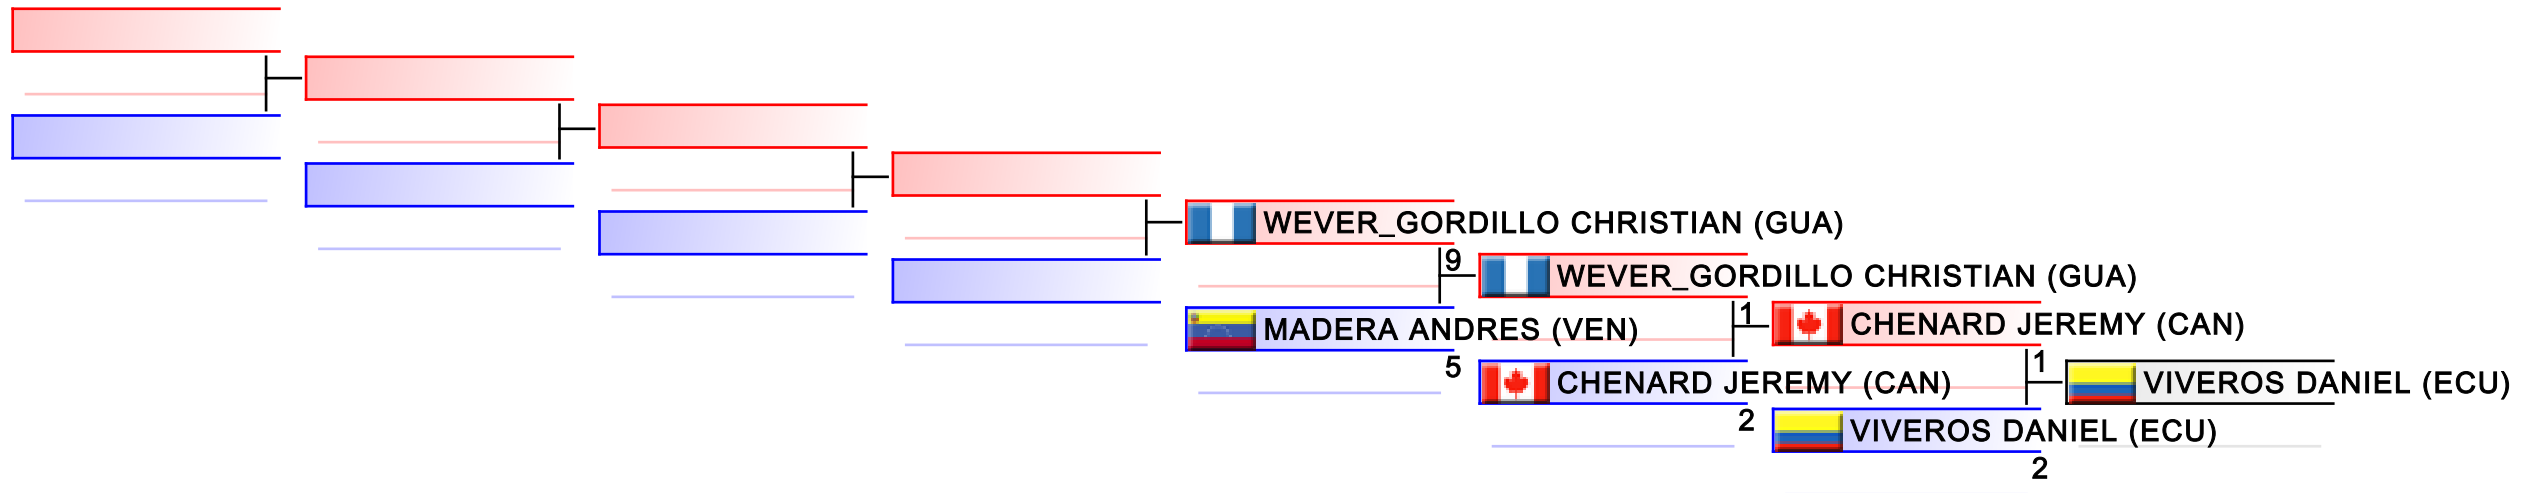 WEVER_GORDILLO CHRISTIAN (GUA)
9
WEVER_GORDILLO CHRISTIAN (GUA)
MADERA ANDRES (VEN)
5
1
CHENARD JEREMY (CAN)
CHENARD JEREMY (CAN)
2
1
VIVEROS DANIEL (ECU)
VIVEROS DANIEL (ECU)
2